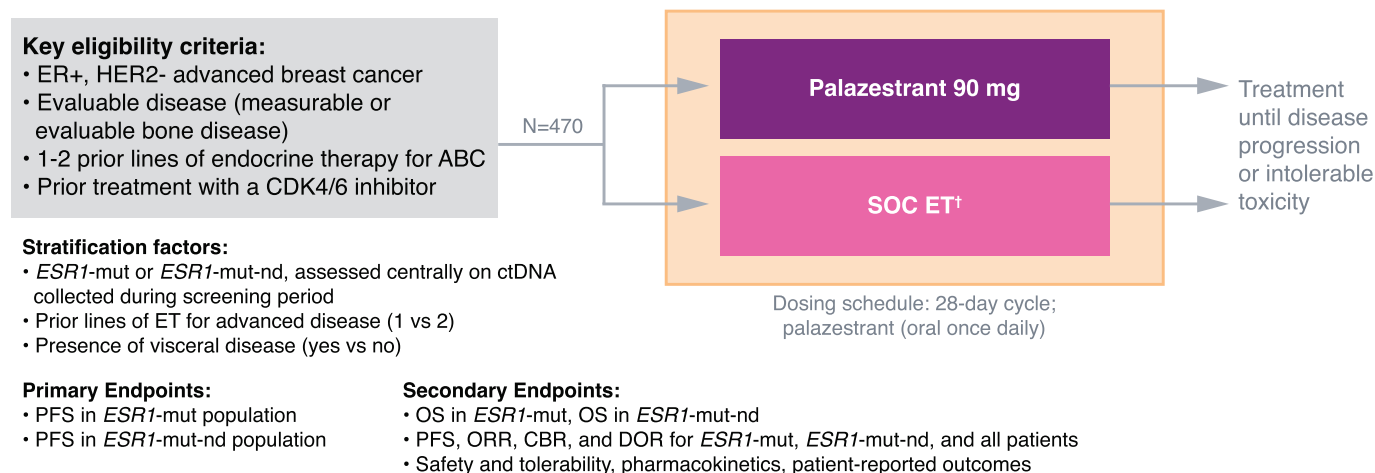 Key eligibility criteria:
• ER+, HER2- advanced breast cancer
• Evaluable disease (measurable or
evaluable bone disease)
• 1-2 prior lines of endocrine therapy for ABC
• Prior treatment with a CDK4/6 inhibitor
N=470
Palazestrant 90 mg
SOC ET†
Treatment
until disease
progression
or intolerable
toxicity
Dosing schedule: 28-day cycle;
palazestrant (oral once daily)
Stratification factors:
• ESR1-mut or ESR1-mut-nd, assessed centrally on ctDNA
collected during screening period
• Prior lines of ET for advanced disease (1 vs 2)
• Presence of visceral disease (yes vs no)
Primary Endpoints:
• PFS in ESR1-mut population
• PFS in ESR1-mut-nd population
Secondary Endpoints:
• OS in ESR1-mut, OS in ESR1-mut-nd
• PFS, ORR, CBR, and DOR for ESR1-mut, ESR1-mut-nd, and all patients
• Safety and tolerability, pharmacokinetics, patient-reported outcomes